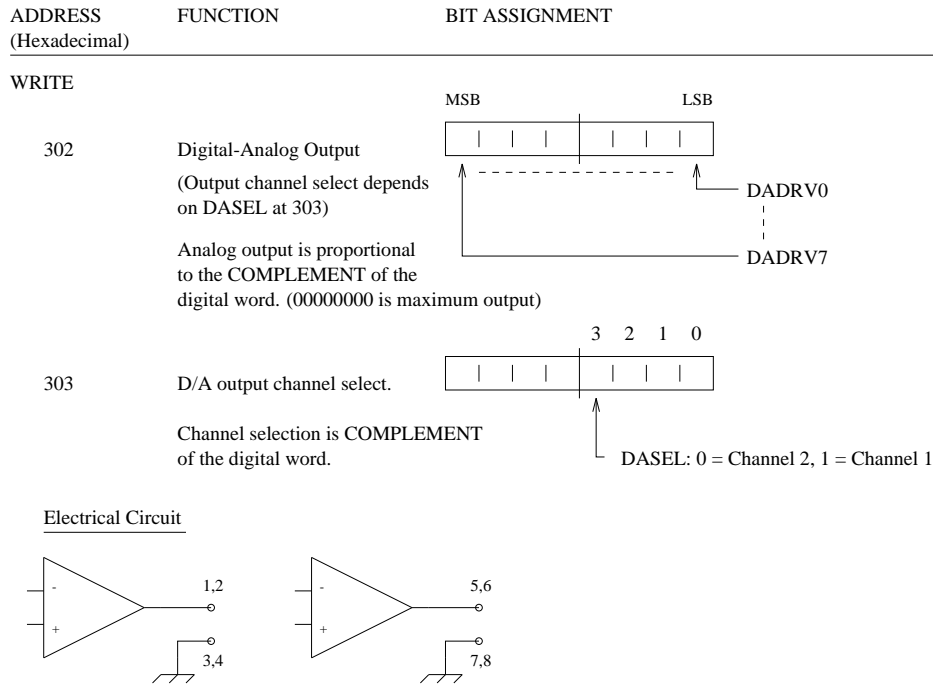 ADDRESS FUNCTION BIT ASSIGNMENT
(Hexadecimal)
WRITE
MSB LSB
302 Digital-Analog Output
(Output channel select depends
on DASEL at 303)
DADRV0
Analog output is proportional
to the COMPLEMENT of the
digital word. (00000000 is maximum output)
DADRV7
3 2 1 0
303 D/A output channel select.
Channel selection is COMPLEMENT
of the digital word.
DASEL: 0 = Channel 2, 1 = Channel 1
Electrical Circuit
- 1,2 - 5,6
+ +
3,4 7,8